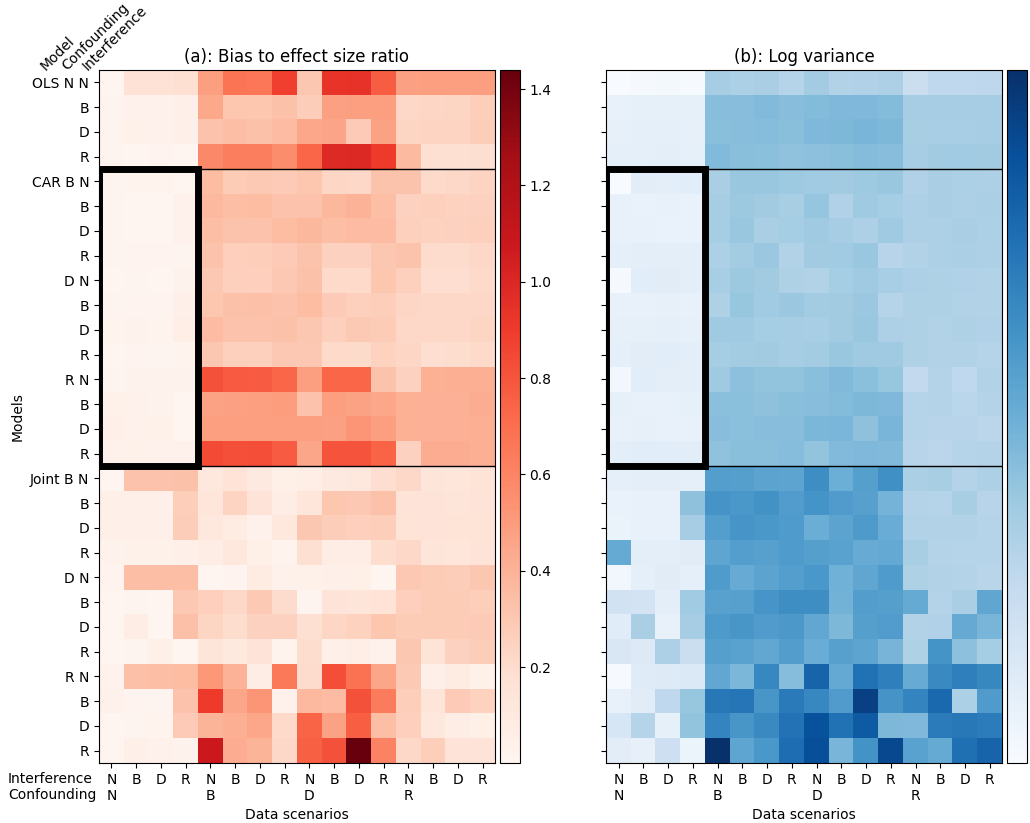 Model
Confounding
Interference
(a): Bias to effect size ratio
(b): Log variance
OLS N N
B
D
R
CAR B N
B
D
R
D N
B
D
R
R N
B
D
R
Joint B N
B
D
R
D N
B
D
R
R N
B
D
R
Models
1.4
1.2
1.0
0.8
0.6
0.4
0.2
Interference N B D R N B D R N B D R N B D R
Confounding N B D R
Data scenarios
N B D R N B D R N B D R N B D R
N B D R
Data scenarios